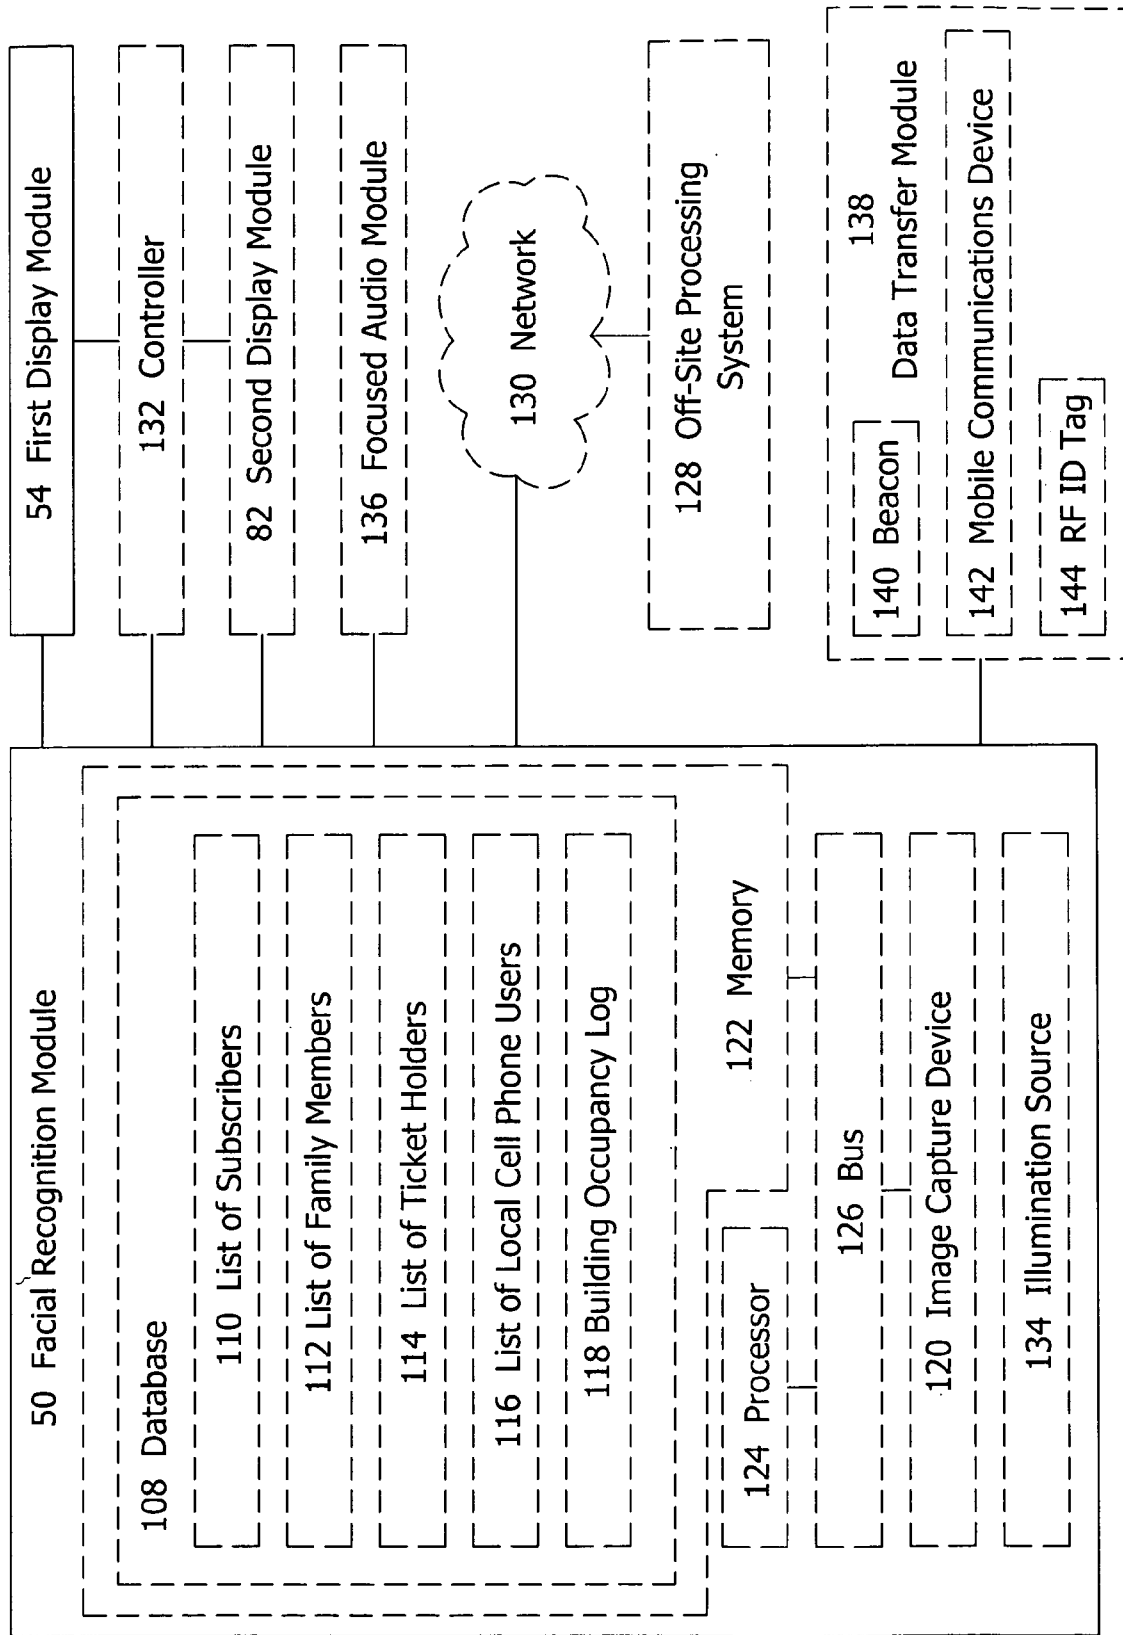 50 Facial Recognition Module
108 Database
110 List of Subscribers
112 List of Family Members
114 List of Ticket Holders
116 List of Local Cell Phone Users
118 Building Occupancy Log
122 Memory
124 Processor
126 Bus
120 Image Capture Device
134 Illumination Source
54 First Display Module
132 Controller
82 Second Display Module
136 Focused Audio Module
130 Network
128 Off-Site Processing
System
138
Data Transfer Module
140 Beacon
142 Mobile Communications Device
144 RF ID Tag